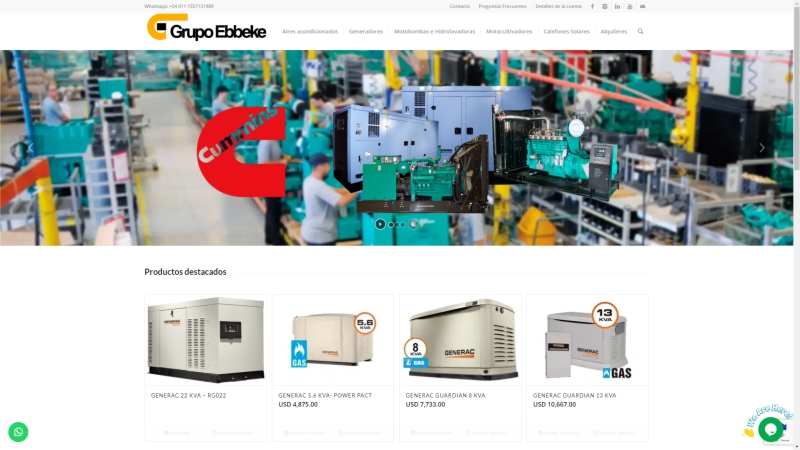 Whatsapp: +54 011 1557131989
Contacto
Preguntas Frecuentes
Detalles de la cuenta
Grupo Ebbeke
Aires acondicionados
Generadores
Motobombas e Hidrolavadoras
Motocultivadores
Calefones Solares
Alquileres
Cummins
Productos destacados
GENERAC
5.6
KVA
GAS
8
KVA
GAS
GENERAC
13
KVA
GENERAC
GAS
GENERAC 22 KVA – RG022
GENERAC 5.6 KVA- POWER PACT
USD 4,875.00
GENERAC GUARDIAN 8 KVA
USD 7,733.00
GENERAC GUARDIAN 13 KVA
USD 10,667.00
We Are Here!